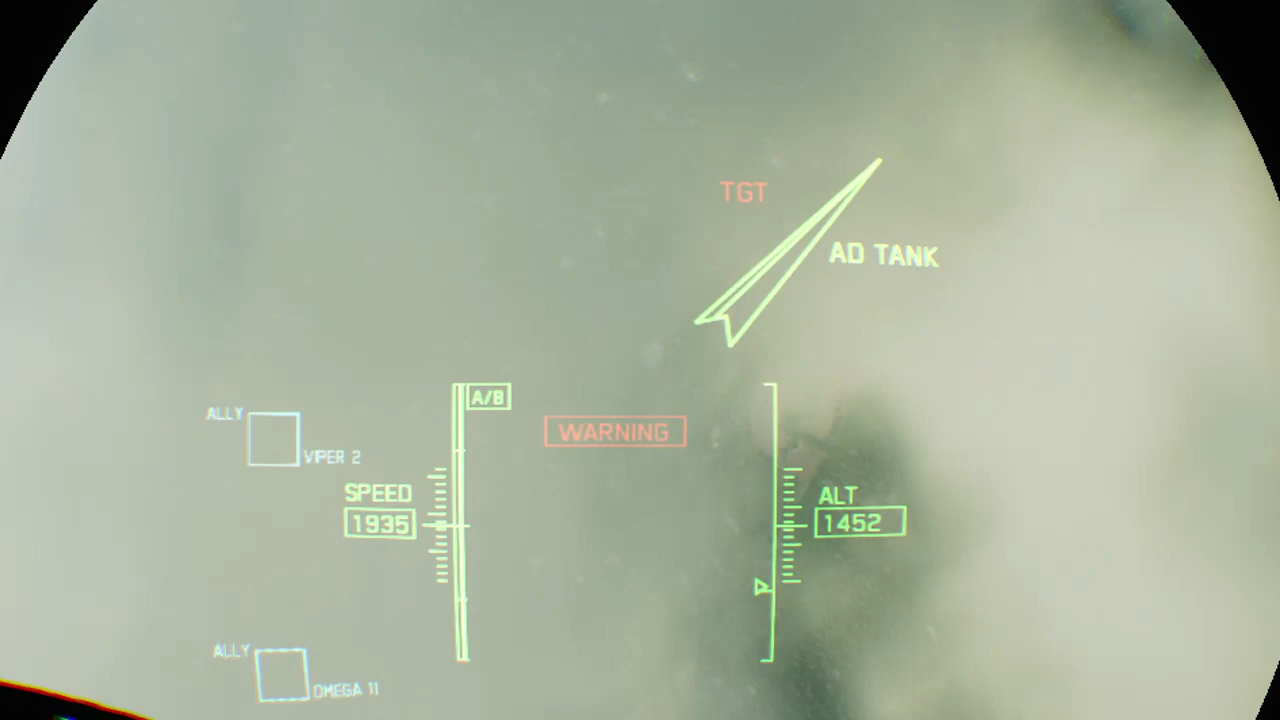 TGT
AD TANK
A/B
ALLY
WARNING
VIPER 2
SPEED
ALT
1935
1452
ALLY
OMEGA 11